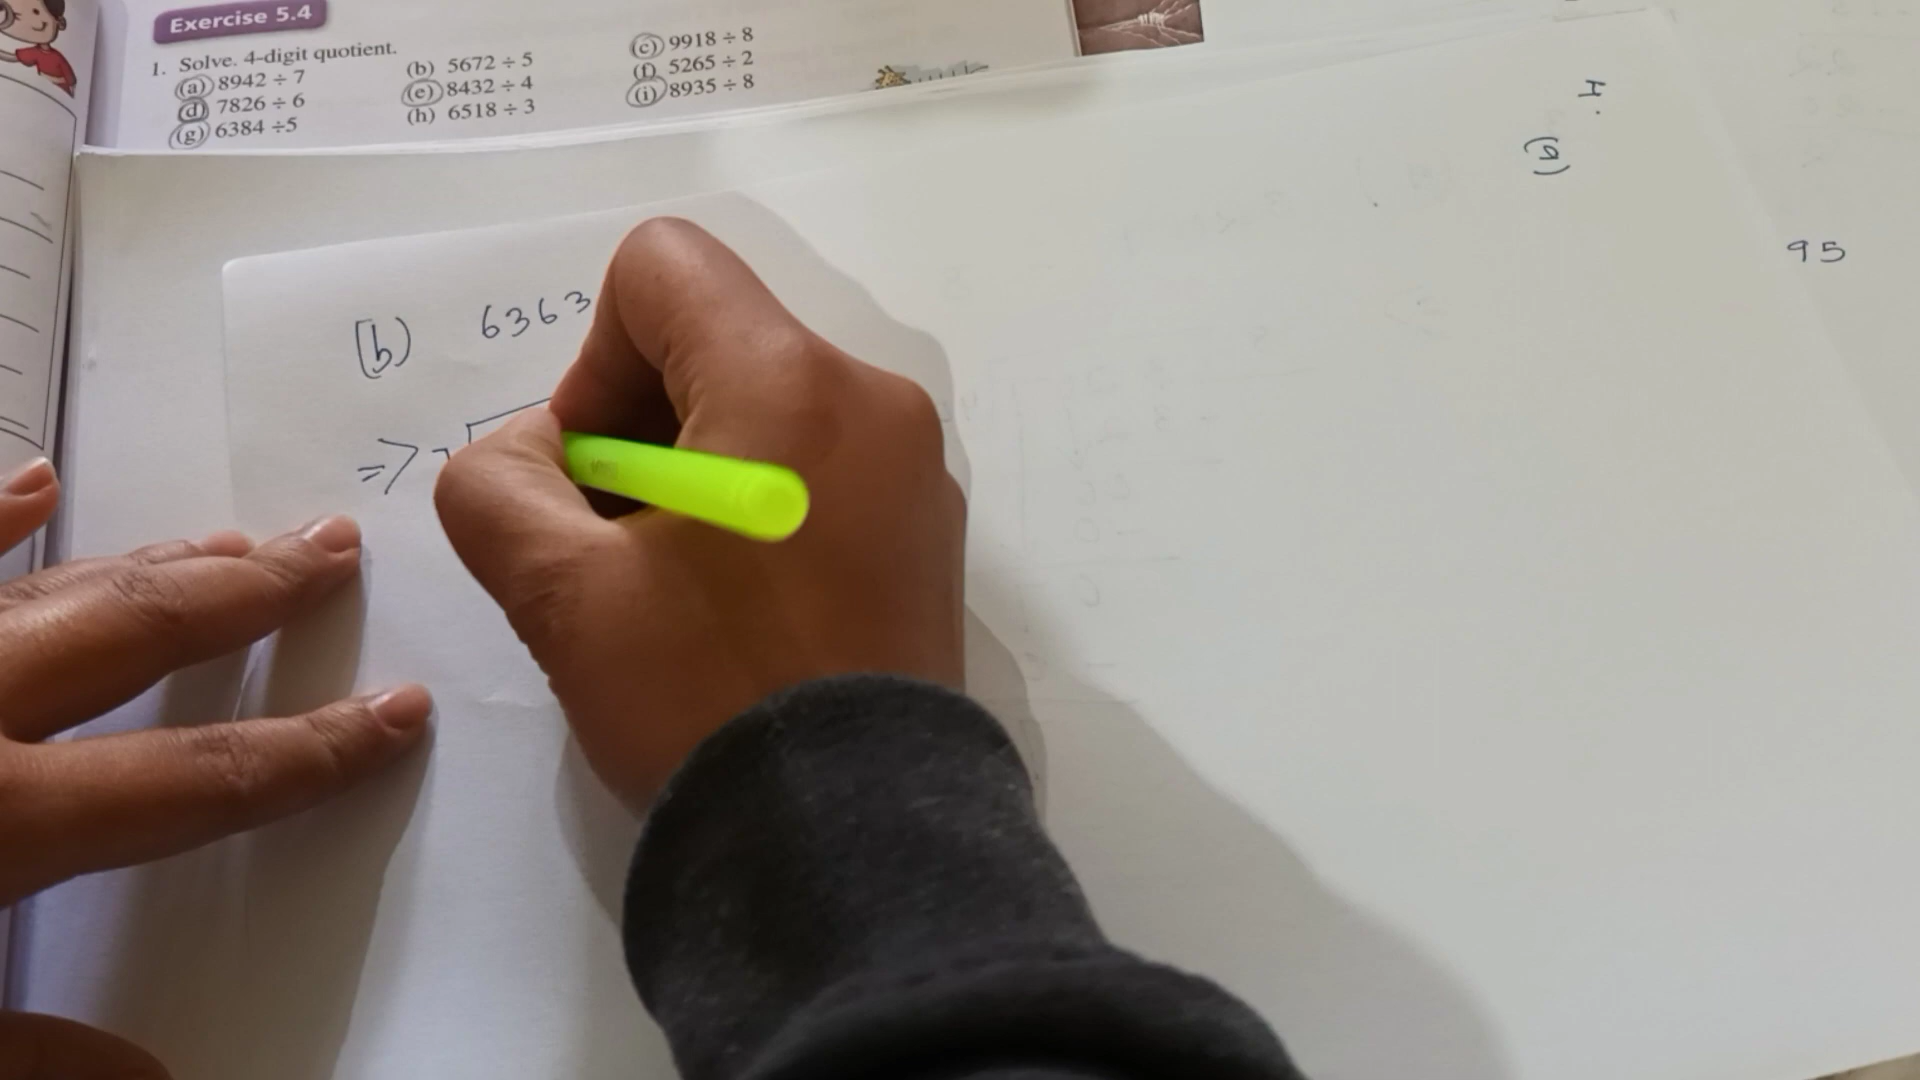 Exercise 5.4
1. Solve. 4-digit quotient.
(a) 8942 ÷ 7 (b) 5672 ÷ 5 (c) 9918 ÷ 8
(d) 7826 ÷ 6 (e) 8432 ÷ 4 (f) 5265 ÷ 2
(g) 6384 ÷5 (h) 6518 ÷ 3 (i) 8935 ÷ 8
95
(b) 6363
=> 7